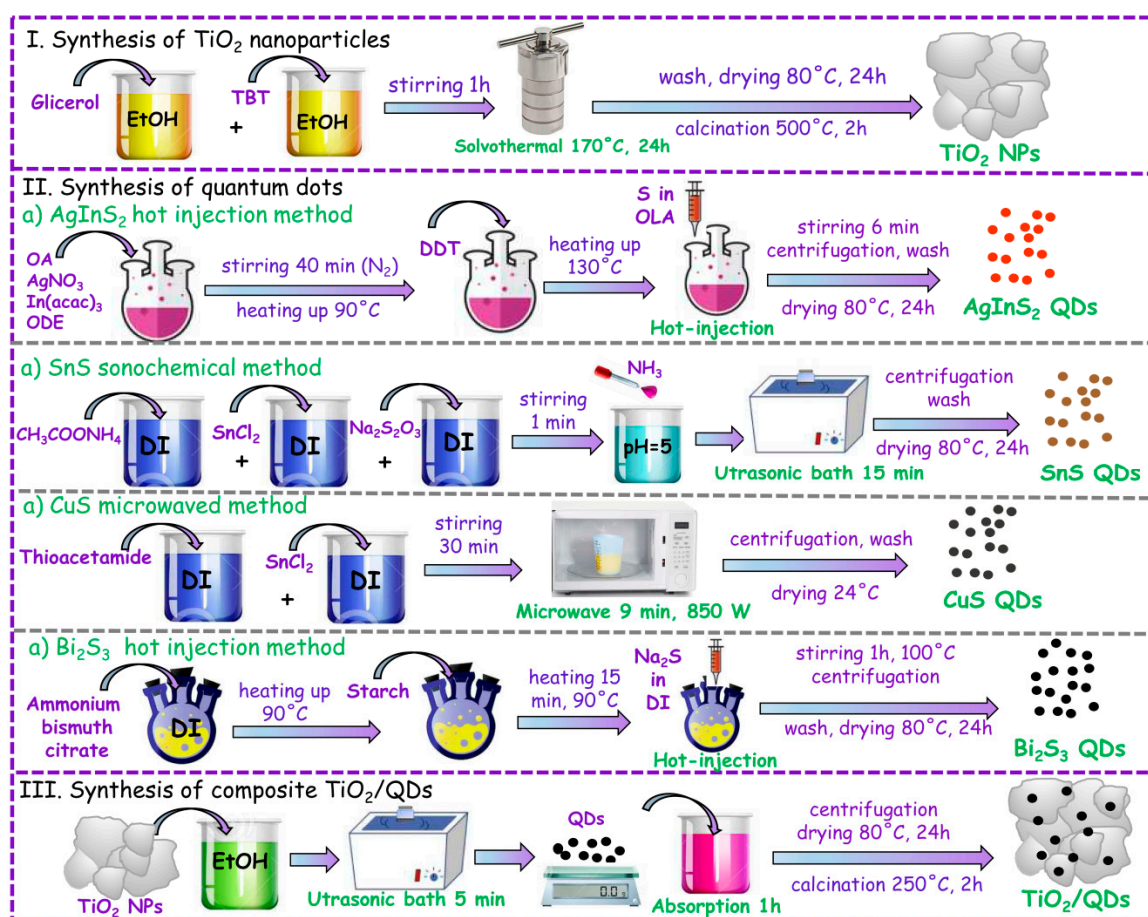 I. Synthesis of TiO₂ nanoparticles
Glicerol
EtOH
+
TBT
EtOH
stirring 1h
Solvothermal 170°C, 24h
wash, drying 80°C, 24h
calcination 500°C, 2h
TiO₂ NPs
II. Synthesis of quantum dots
a) AgInS₂ hot injection method
OA
AgNO₃
In(acac)₃
ODE
stirring 40 min (N₂)
heating up 90°C
DDT
heating up
130°C
S in
OLA
Hot-injection
stirring 6 min
centrifugation, wash
drying 80°C, 24h
AgInS₂ QDs
a) SnS sonochemical method
CH₃COONH₄
DI
+
SnCl₂
DI
+
Na₂S₂O₃
DI
stirring
1 min
NH₃
pH=5
Utrasonic bath 15 min
centrifugation
wash
drying 80°C, 24h
SnS QDs
a) CuS microwaved method
Thioacetamide
DI
+
SnCl₂
DI
stirring
30 min
Microwave 9 min, 850 W
centrifugation, wash
drying 24°C
CuS QDs
a) Bi₂S₃ hot injection method
Ammonium
bismuth
citrate
DI
heating up
90°C
Starch
heating 15
min, 90°C
Na₂S
in
DI
Hot-injection
stirring 1h, 100°C
centrifugation
wash, drying 80°C, 24h
Bi₂S₃ QDs
III. Synthesis of composite TiO₂/QDs
TiO₂ NPs
EtOH
Utrasonic bath 5 min
QDs
0.0 g
Absorption 1h
centrifugation
drying 80°C, 24h
calcination 250°C, 2h
TiO₂/QDs